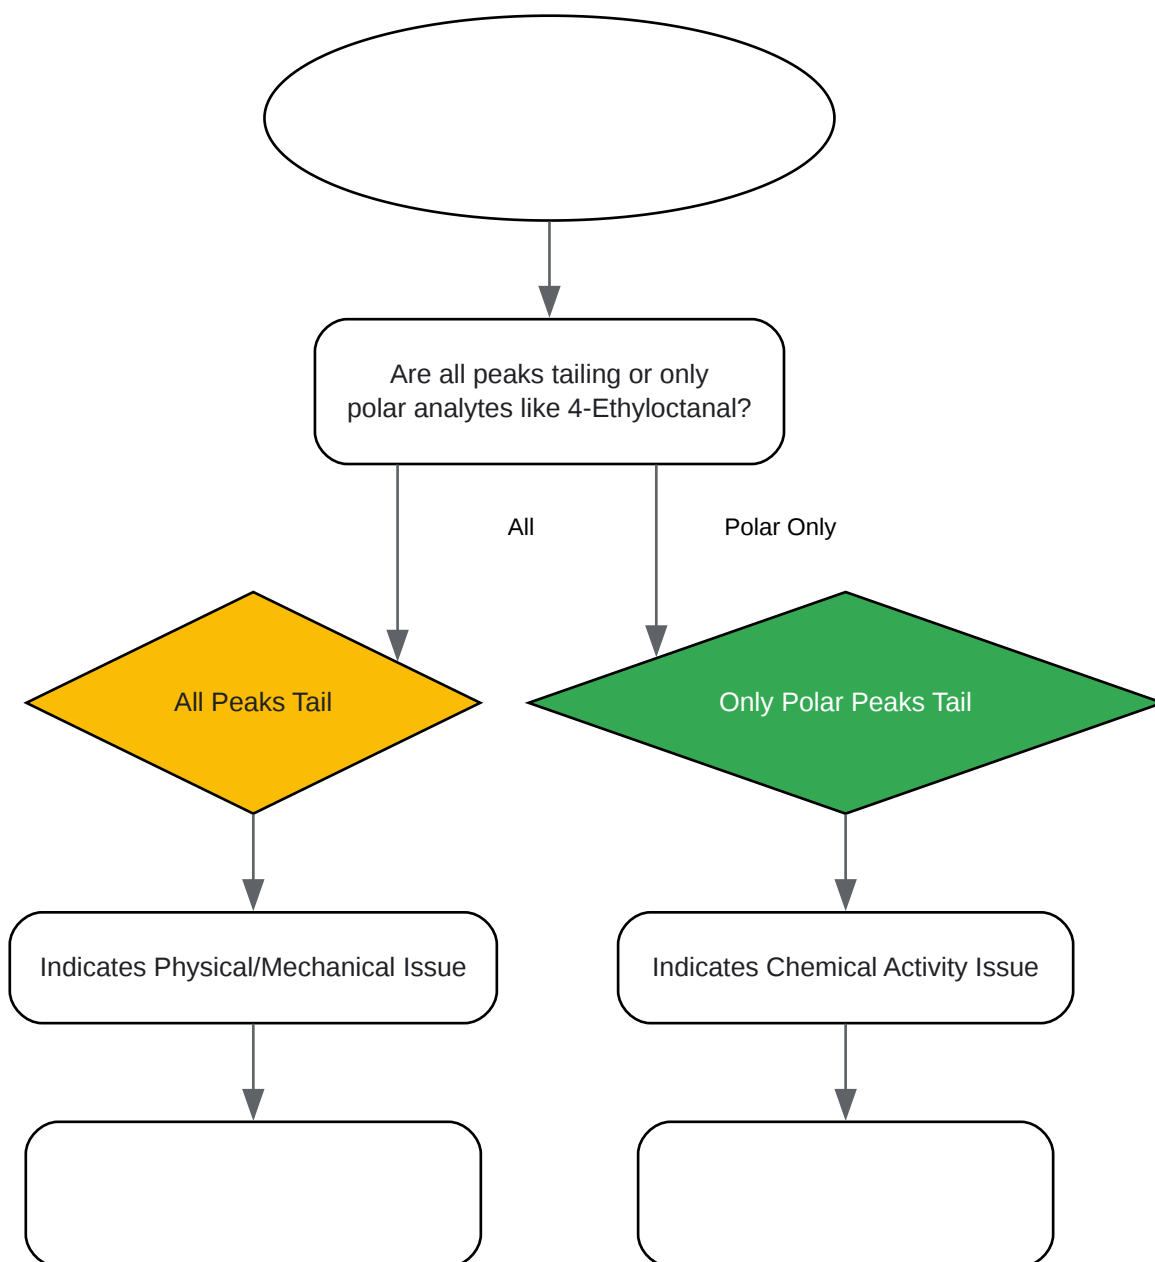 Are all peaks tailing or only
polar analytes like 4-Ethyloctanal?
All
Polar Only
All Peaks Tail
Only Polar Peaks Tail
Indicates Physical/Mechanical Issue
Indicates Chemical Activity Issue